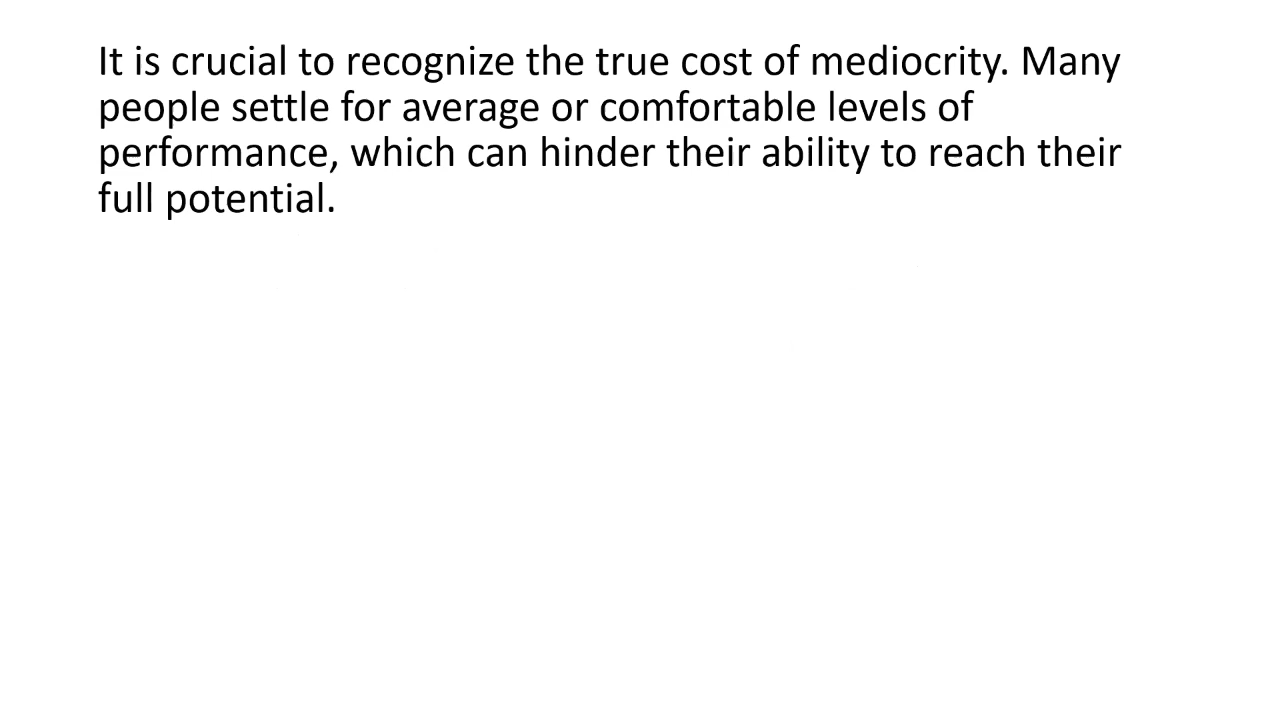 It is crucial to recognize the true cost of mediocrity. Many
people settle for average or comfortable levels of
performance, which can hinder their ability to reach their
full potential.